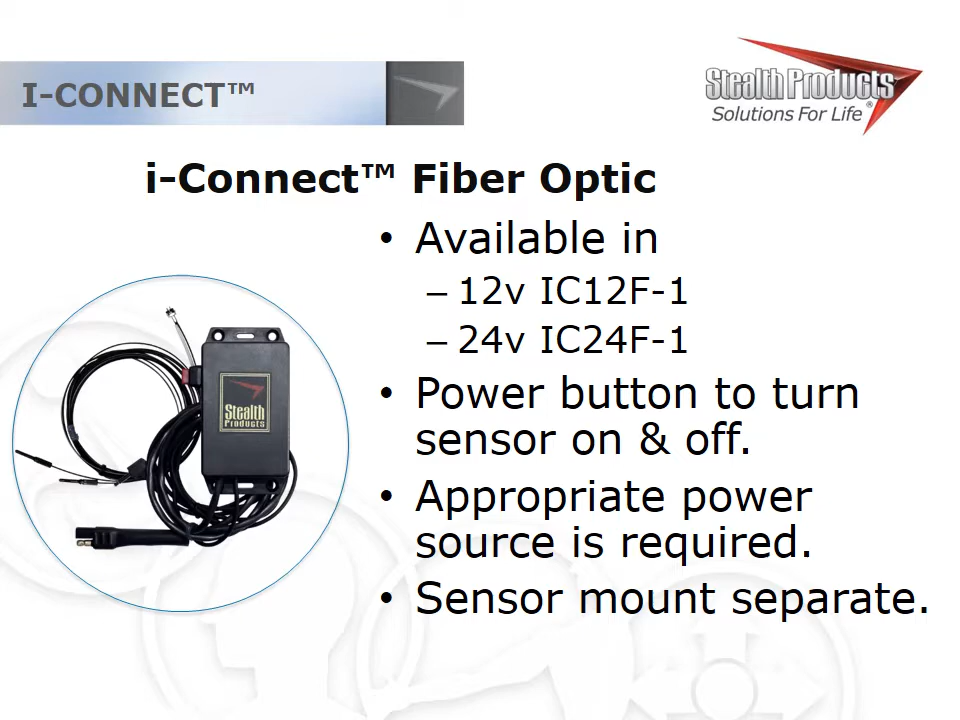 I-CONNECT™
Stealth Products®
Solutions For Life
i-Connect™ Fiber Optic
• Available in
– 12v IC12F-1
– 24v IC24F-1
• Power button to turn
sensor on & off.
• Appropriate power
source is required.
• Sensor mount separate.
Stealth
Products